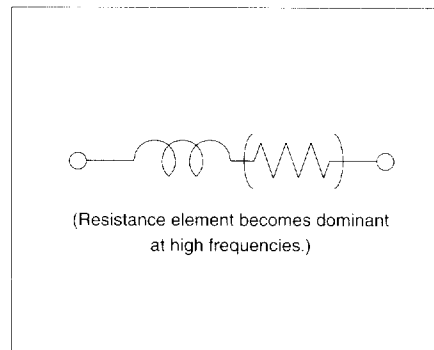 (Resistance element becomes dominant
at high frequencies.)